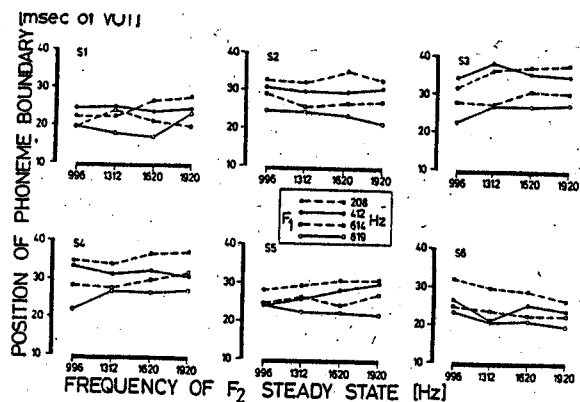 [msec of VOT]
POSITION OF PHONEME BOUNDARY
S1
40
30
20
10
996 1312 1620 1920
S2
40
30
20
10
996 1312 1620 1920
S3
40
30
20
10
996 1312 1620 1920
F1
208
412
614
819
Hz
S4
40
30
20
10
996 1312 1620 1920
S5
40
30
20
10
996 1312 1620 1920
S6
40
30
20
10
996 1312 1620 1920
FREQUENCY OF F2 STEADY STATE [Hz]